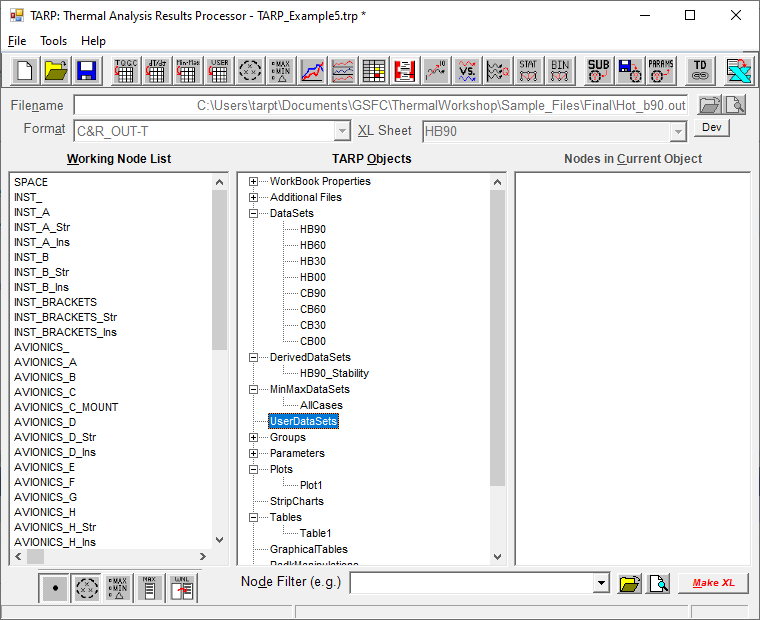 TARP: Thermal Analysis Results Processor - TARP_Example5.trp *
File Tools Help
TQGC dT/dτ Min-Max USER MAX MIN VS. STAT BIN SUB PARAMS TD
Filename C:\Users\tarpt\Documents\GSFC\ThermalWorkshop\Sample_Files\Final\Hot_b90.out
Format C&R_OUT-T XL Sheet HB90 Dev
Working Node List
SPACE
INST_
INST_A
INST_A_Str
INST_A_Ins
INST_B
INST_B_Str
INST_B_Ins
INST_BRACKETS
INST_BRACKETS_Str
INST_BRACKETS_Ins
AVIONICS_
AVIONICS_A
AVIONICS_B
AVIONICS_C
AVIONICS_C_MOUNT
AVIONICS_D
AVIONICS_D_Str
AVIONICS_D_Ins
AVIONICS_E
AVIONICS_F
AVIONICS_G
AVIONICS_H
AVIONICS_H_Str
AVIONICS_H_Ins
TARP Objects
WorkBook Properties
Additional Files
DataSets
HB90
HB60
HB30
HB00
CB90
CB60
CB30
CB00
DerivedDataSets
HB90_Stability
MinMaxDataSets
AllCases
UserDataSets
Groups
Parameters
Plots
Plot1
StripCharts
Tables
Table1
GraphicalTables
RadkManipulations
Nodes in Current Object
MAX MIN MAX WNL Node Filter (e.g.) Make XL